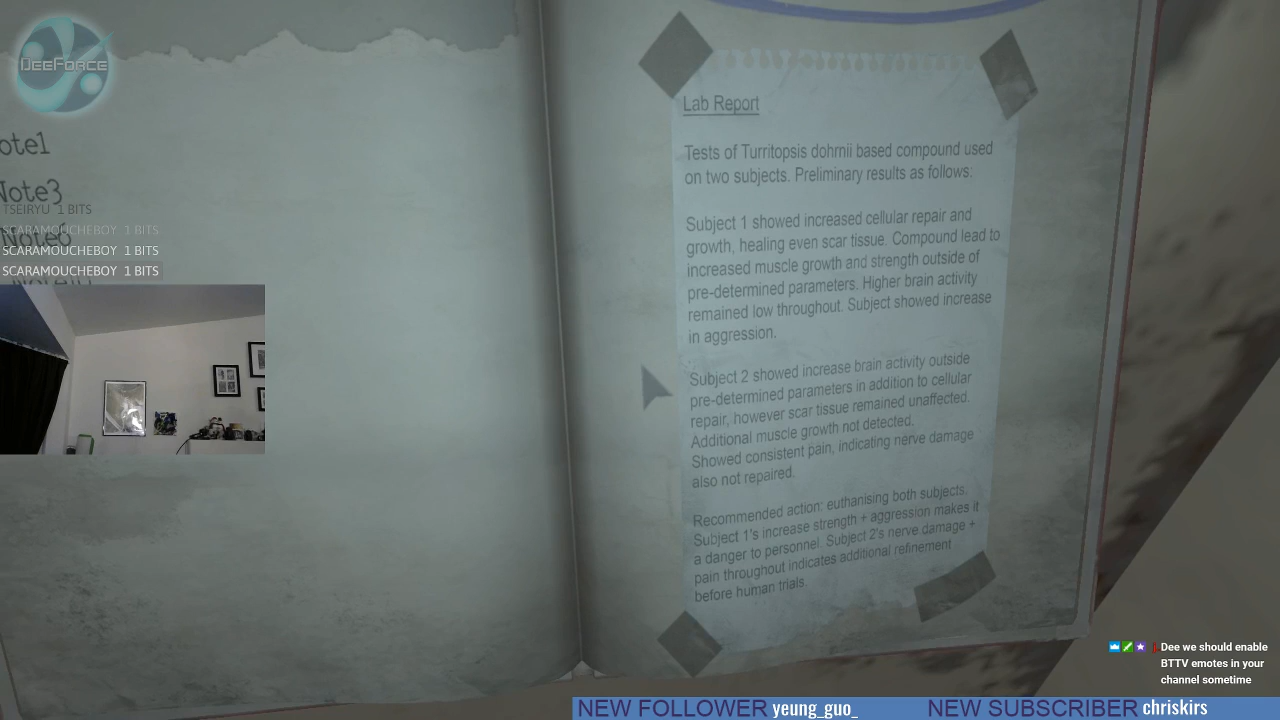 DeeForce
ote1
Note3
TSEIRYU 1 BITS
SCARAMOUCHEBOY 1 BITS
Note6
SCARAMOUCHEBOY 1 BITS
SCARAMOUCHEBOY 1 BITS
Lab Report
Tests of Turritopsis dohrnii based compound used
on two subjects. Preliminary results as follows:
Subject 1 showed increased cellular repair and
growth, healing even scar tissue. Compound lead to
increased muscle growth and strength outside of
pre-determined parameters. Higher brain activity
remained low throughout. Subject showed increase
in aggression.
Subject 2 showed increase brain activity outside
pre-determined parameters in addition to cellular
repair, however scar tissue remained unaffected.
Additional muscle growth not detected.
Showed consistent pain, indicating nerve damage
also not repaired.
Recommended action: euthanising both subjects.
Subject 1's increase strength + aggression makes it
a danger to personnel. Subject 2's nerve damage +
pain throughout indicates additional refinement
before human trials.
Dee we should enable
BTTV emotes in your
channel sometime
NEW FOLLOWER yeung_guo_
NEW SUBSCRIBER chriskirs